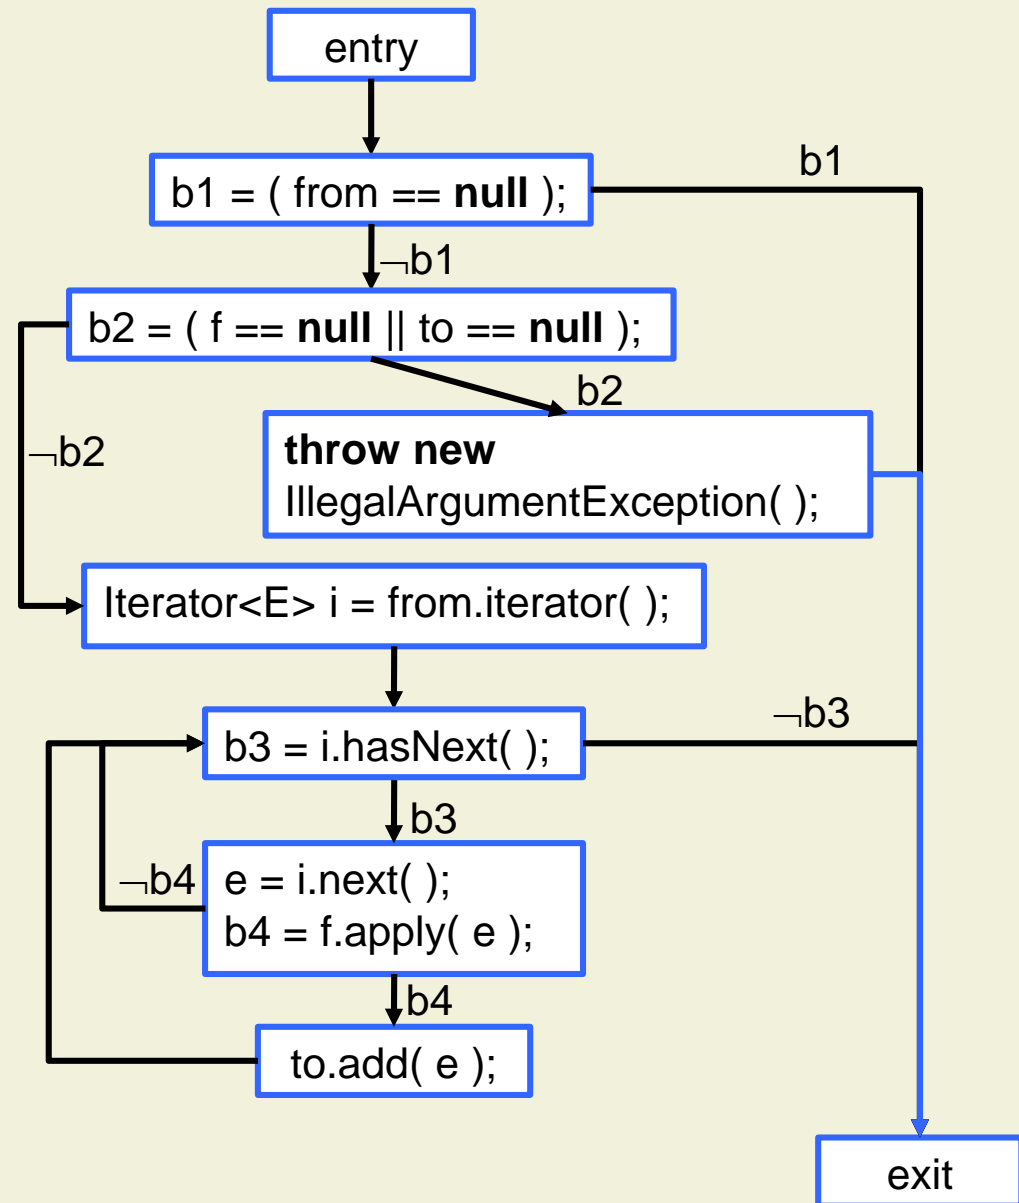 entry
b1
b1 = ( from == null );
¬b1
b2 = ( f == null || to == null );
b2
¬b2
throw new
IllegalArgumentException( );
Iterator<E> i = from.iterator( );
¬b3
b3 = i.hasNext( );
b3
¬b4
e = i.next( );
b4 = f.apply( e );
b4
to.add( e );
exit